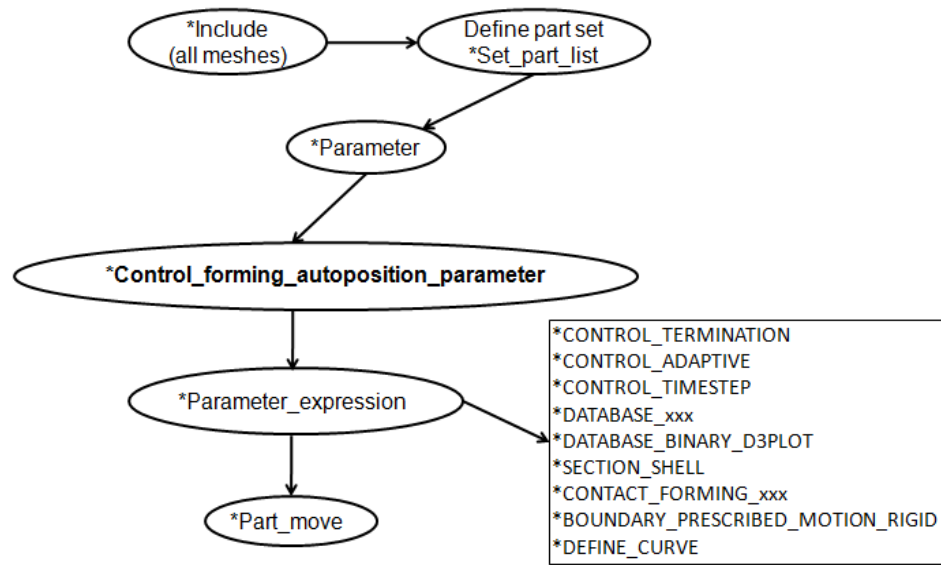 *Include
(all meshes)
Define part set
*Set_part_list
*Parameter
*Control_forming_autoposition_parameter
*Parameter_expression
*Part_move
*CONTROL_TERMINATION
*CONTROL_ADAPTIVE
*CONTROL_TIMESTEP
*DATABASE_xxx
*DATABASE_BINARY_D3PLOT
*SECTION_SHELL
*CONTACT_FORMING_xxx
*BOUNDARY_PRESCRIBED_MOTION_RIGID
*DEFINE_CURVE